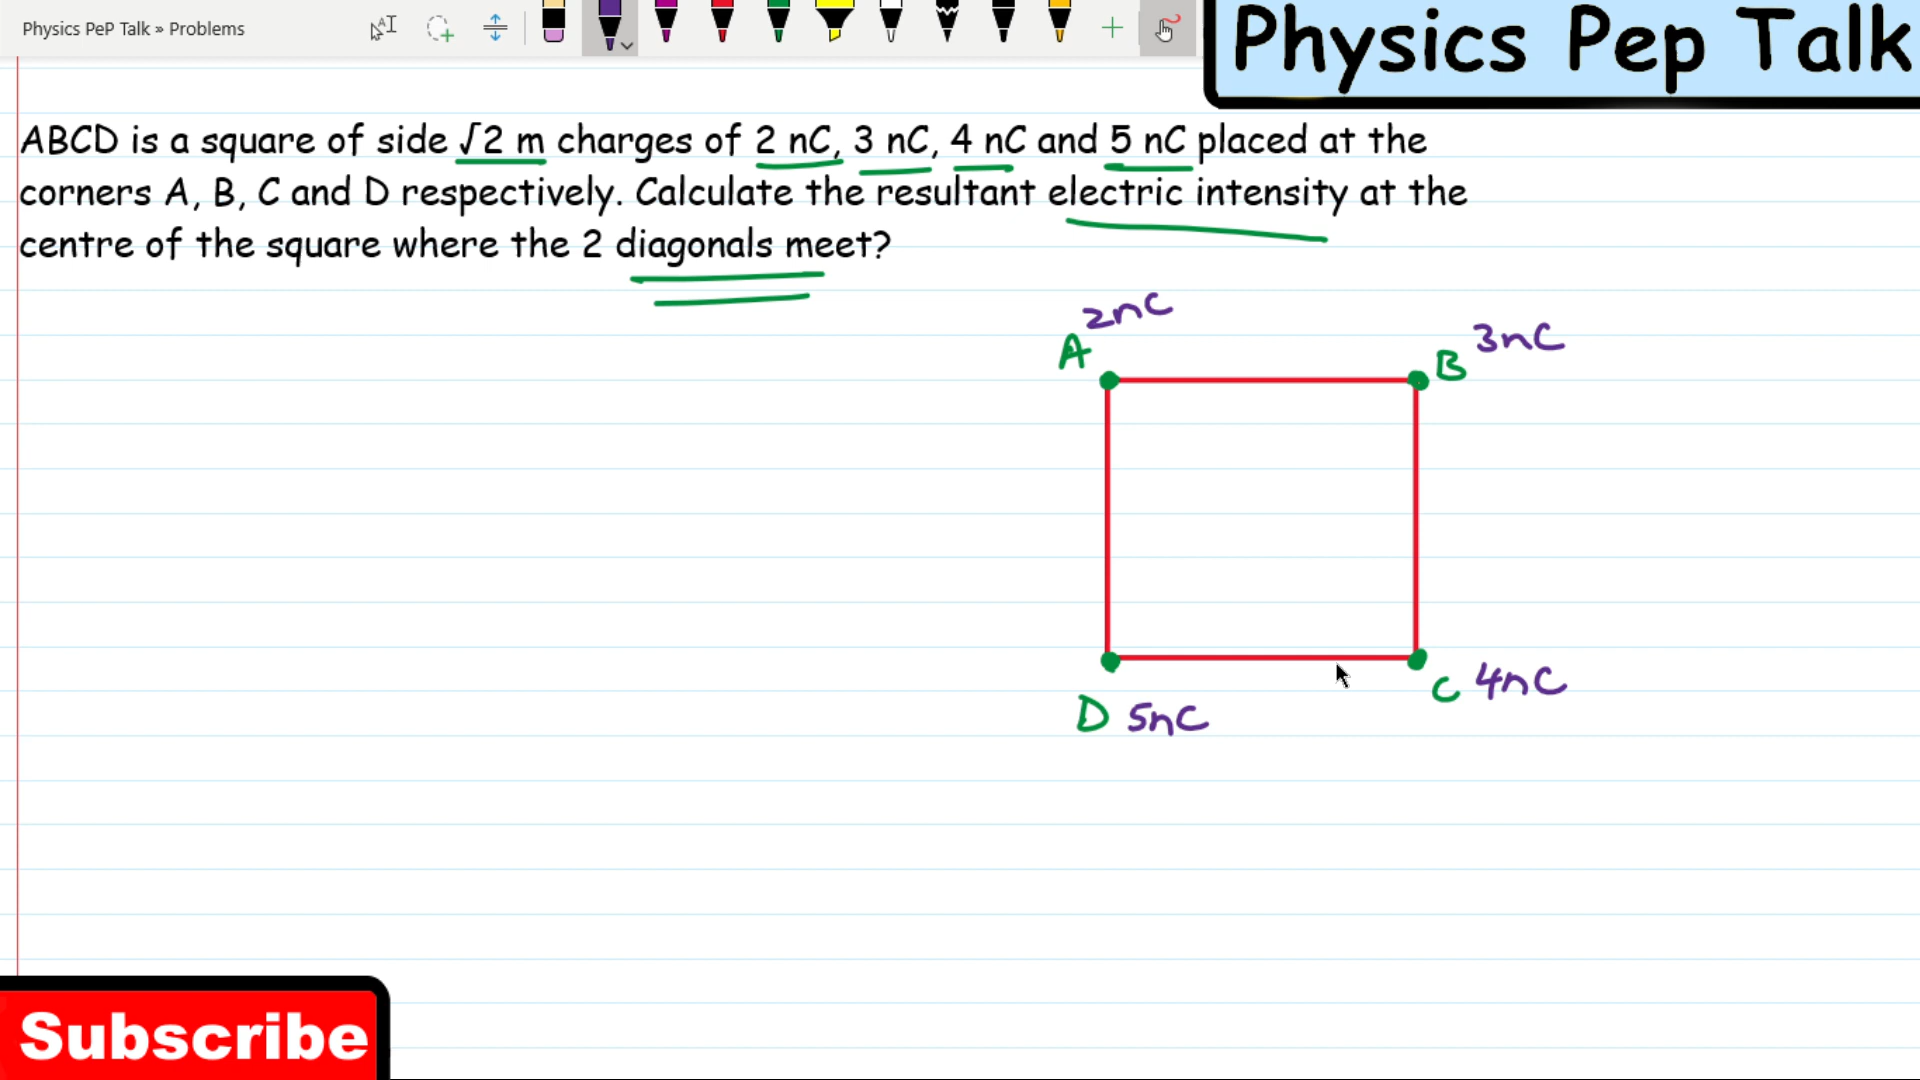 Physics PeP Talk » Problems
Physics Pep Talk
ABCD is a square of side √2 m charges of 2 nC, 3 nC, 4 nC and 5 nC placed at the
corners A, B, C and D respectively. Calculate the resultant electric intensity at the
centre of the square where the 2 diagonals meet?
2nC
A
3nC
B
C 4nC
D 5nC
Subscribe